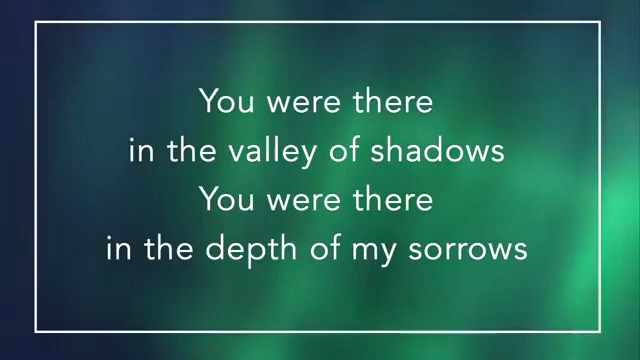 You were there
in the valley of shadows
You were there
in the depth of my sorrows